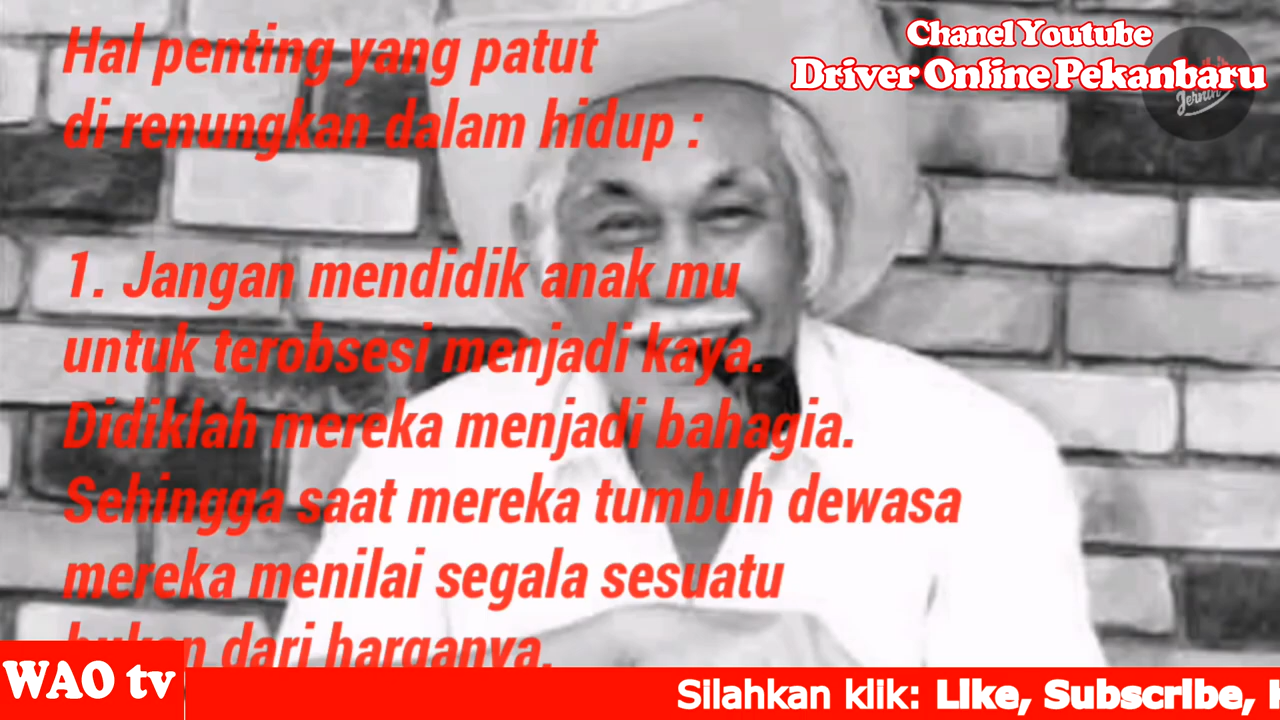 Hal penting yang patut
di renungkan dalam hidup :
1. Jangan mendidik anak mu
untuk terobsesi menjadi kaya.
Didiklah mereka menjadi bahagia.
Sehingga saat mereka tumbuh dewasa
mereka menilai segala sesuatu
bukan dari harganya.
Chanel Youtube
Driver Online Pekanbaru
Jernih
WAO tv
Silahkan klik: Like, Subscribe,